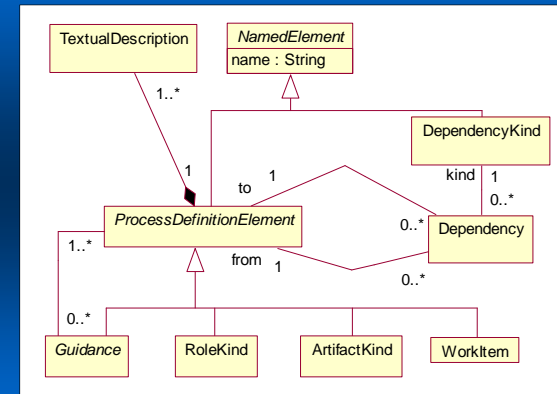 NamedElement
TextualDescription
name : String
1..*
DependencyKind
1
kind
1
to
1
0..*
ProcessDefinitionElement
0..*
Dependency
1..*
from
1
0..*
0..*
Guidance
RoleKind
ArtifactKind
WorkItem